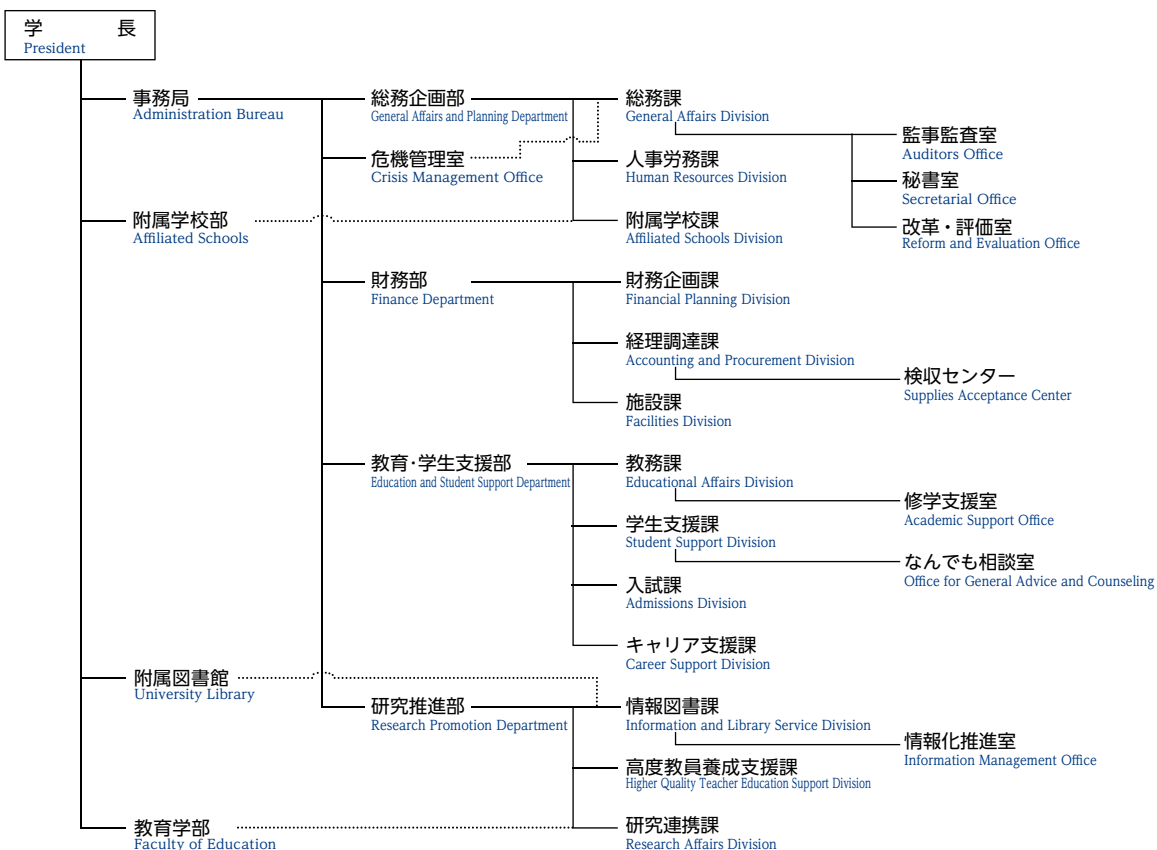 学　長
President
事務局
Administration Bureau
総務企画部
General Affairs and Planning Department
総務課
General Affairs Division
監事監査室
Auditors Office
危機管理室
Crisis Management Office
人事労務課
Human Resources Division
秘書室
Secretarial Office
附属学校部
Affiliated Schools
附属学校課
Affiliated Schools Division
改革・評価室
Reform and Evaluation Office
財務部
Finance Department
財務企画課
Financial Planning Division
経理調達課
Accounting and Procurement Division
検収センター
Supplies Acceptance Center
施設課
Facilities Division
教育・学生支援部
Education and Student Support Department
教務課
Educational Affairs Division
修学支援室
Academic Support Office
学生支援課
Student Support Division
なんでも相談室
Office for General Advice and Counseling
入試課
Admissions Division
キャリア支援課
Career Support Division
附属図書館
University Library
研究推進部
Research Promotion Department
情報図書課
Information and Library Service Division
情報化推進室
Information Management Office
高度教員養成支援課
Higher Quality Teacher Education Support Division
教育学部
Faculty of Education
研究連携課
Research Affairs Division